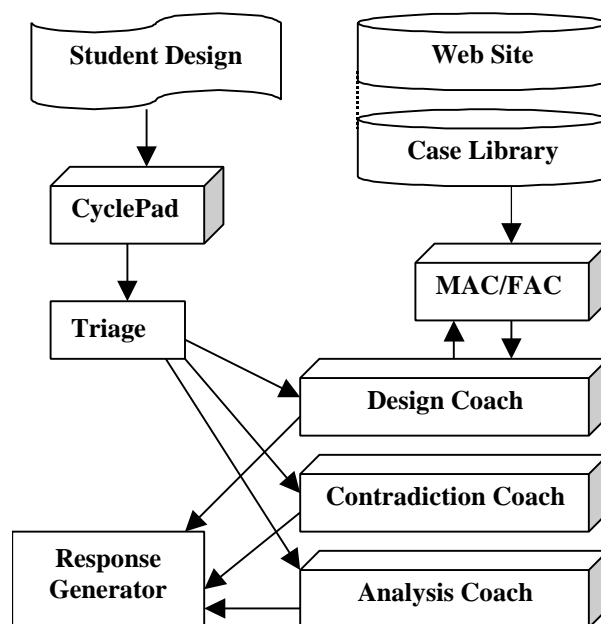 Student Design
Web Site
Case Library
CyclePad
MAC/FAC
Triage
Design Coach
Contradiction Coach
Response
Generator
Analysis Coach